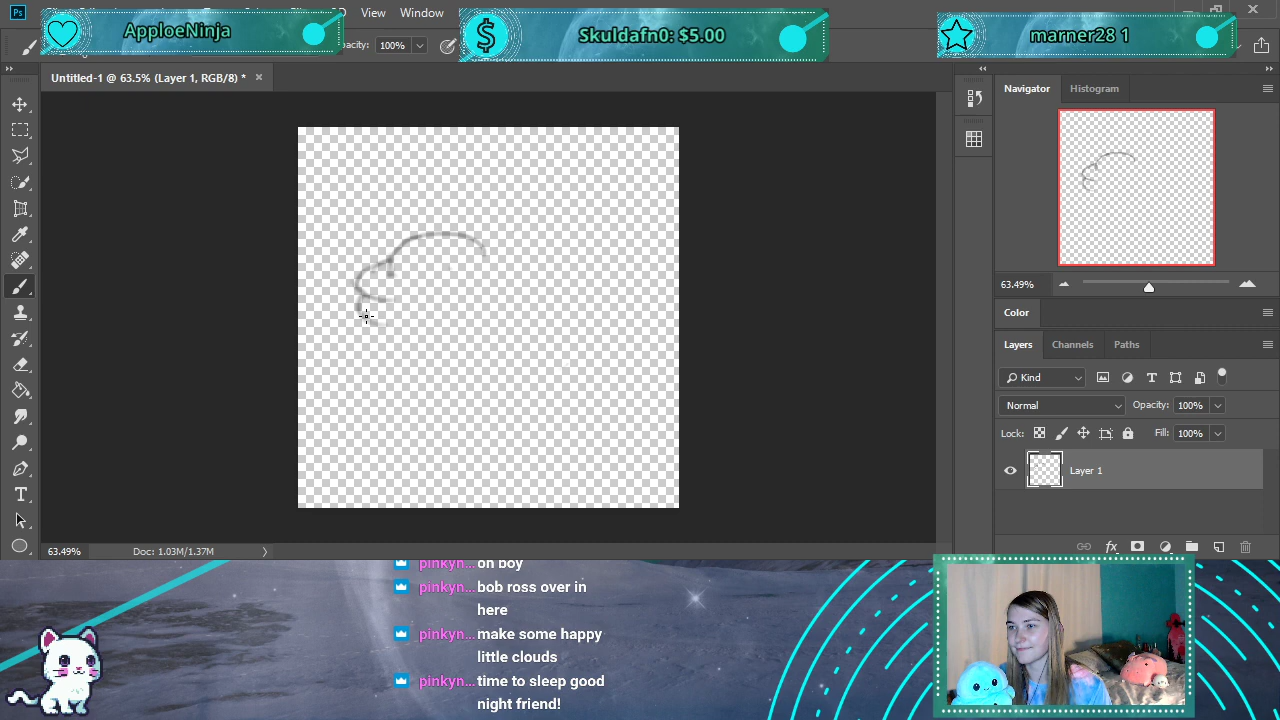 Ps
View Window
ApploeNinja
Skuldafn0: $5.00
marner28 1
100%
Untitled-1 @ 63.5% (Layer 1, RGB/8) *
Navigator Histogram
63.49%
Color
Layers Channels Paths
Kind
Normal Opacity: 100%
Lock: Fill: 100%
Layer 1
63.49% Doc: 1.03M/1.37M
pinkyn... oh boy
pinkyn... bob ross over in
here
pinkyn... make some happy
little clouds
pinkyn... time to sleep good
night friend!